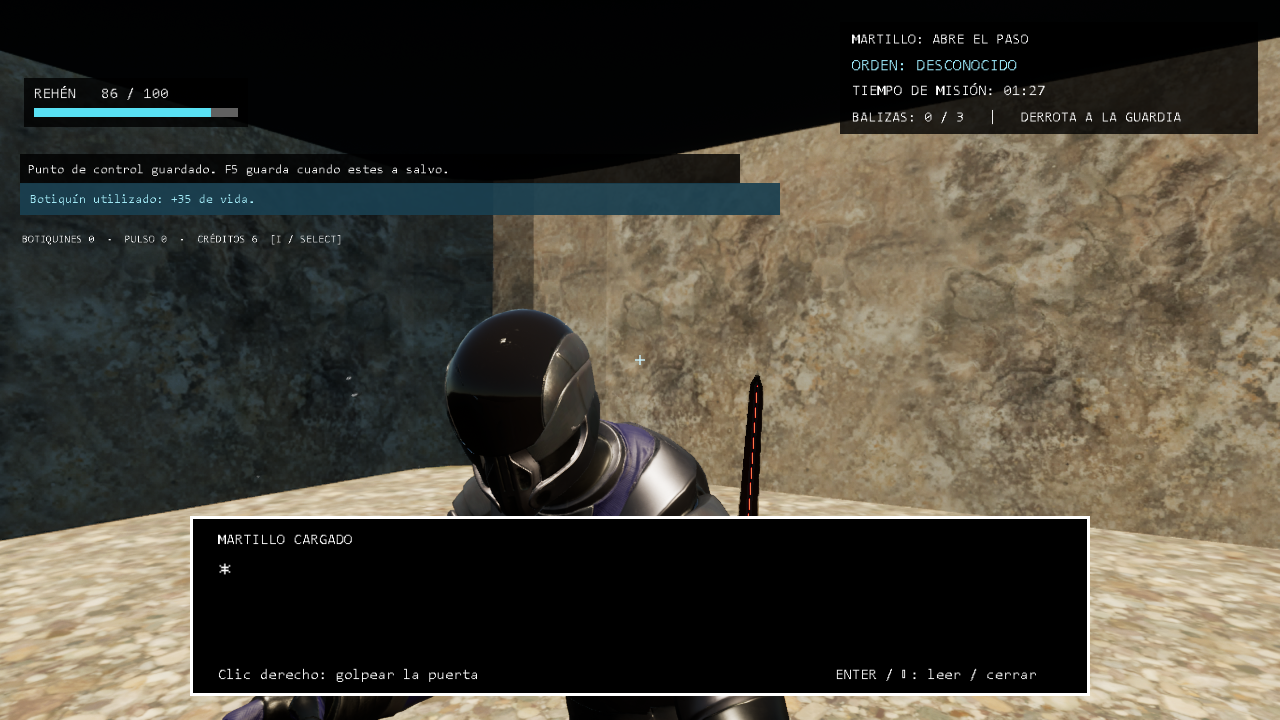 MARTILLO: ABRE EL PASO
ORDEN: DESCONOCIDO
REHÉN 86 / 100
TIEMPO DE MISIÓN: 01:27
BALIZAS: 0 / 3 | DERROTA A LA GUARDIA
Punto de control guardado. F5 guarda cuando estes a salvo.
Botiquín utilizado: +35 de vida.
BOTIQUINES 0 · PULSO 0 · CRÉDITOS 6 [I / SELECT]
MARTILLO CARGADO
*
Clic derecho: golpear la puerta
ENTER / : leer / cerrar